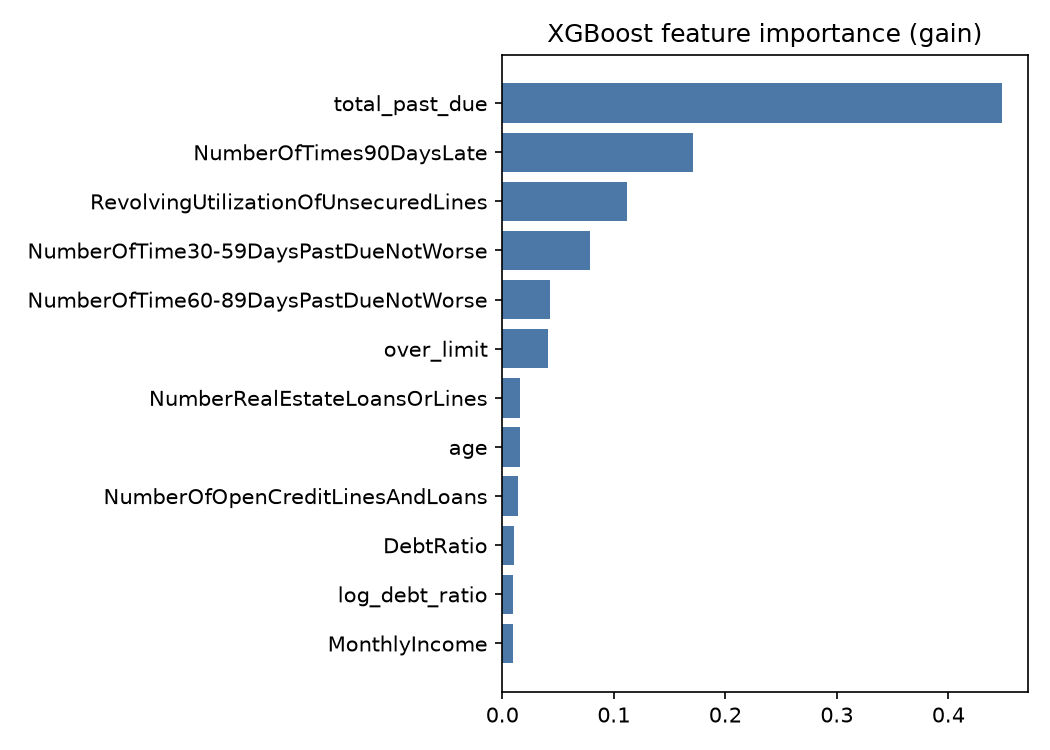 XGBoost feature importance (gain)
total_past_due
NumberOfTimes90DaysLate
RevolvingUtilizationOfUnsecuredLines
NumberOfTime30-59DaysPastDueNotWorse
NumberOfTime60-89DaysPastDueNotWorse
over_limit
NumberRealEstateLoansOrLines
age
NumberOfOpenCreditLinesAndLoans
DebtRatio
log_debt_ratio
MonthlyIncome
0.0 0.1 0.2 0.3 0.4